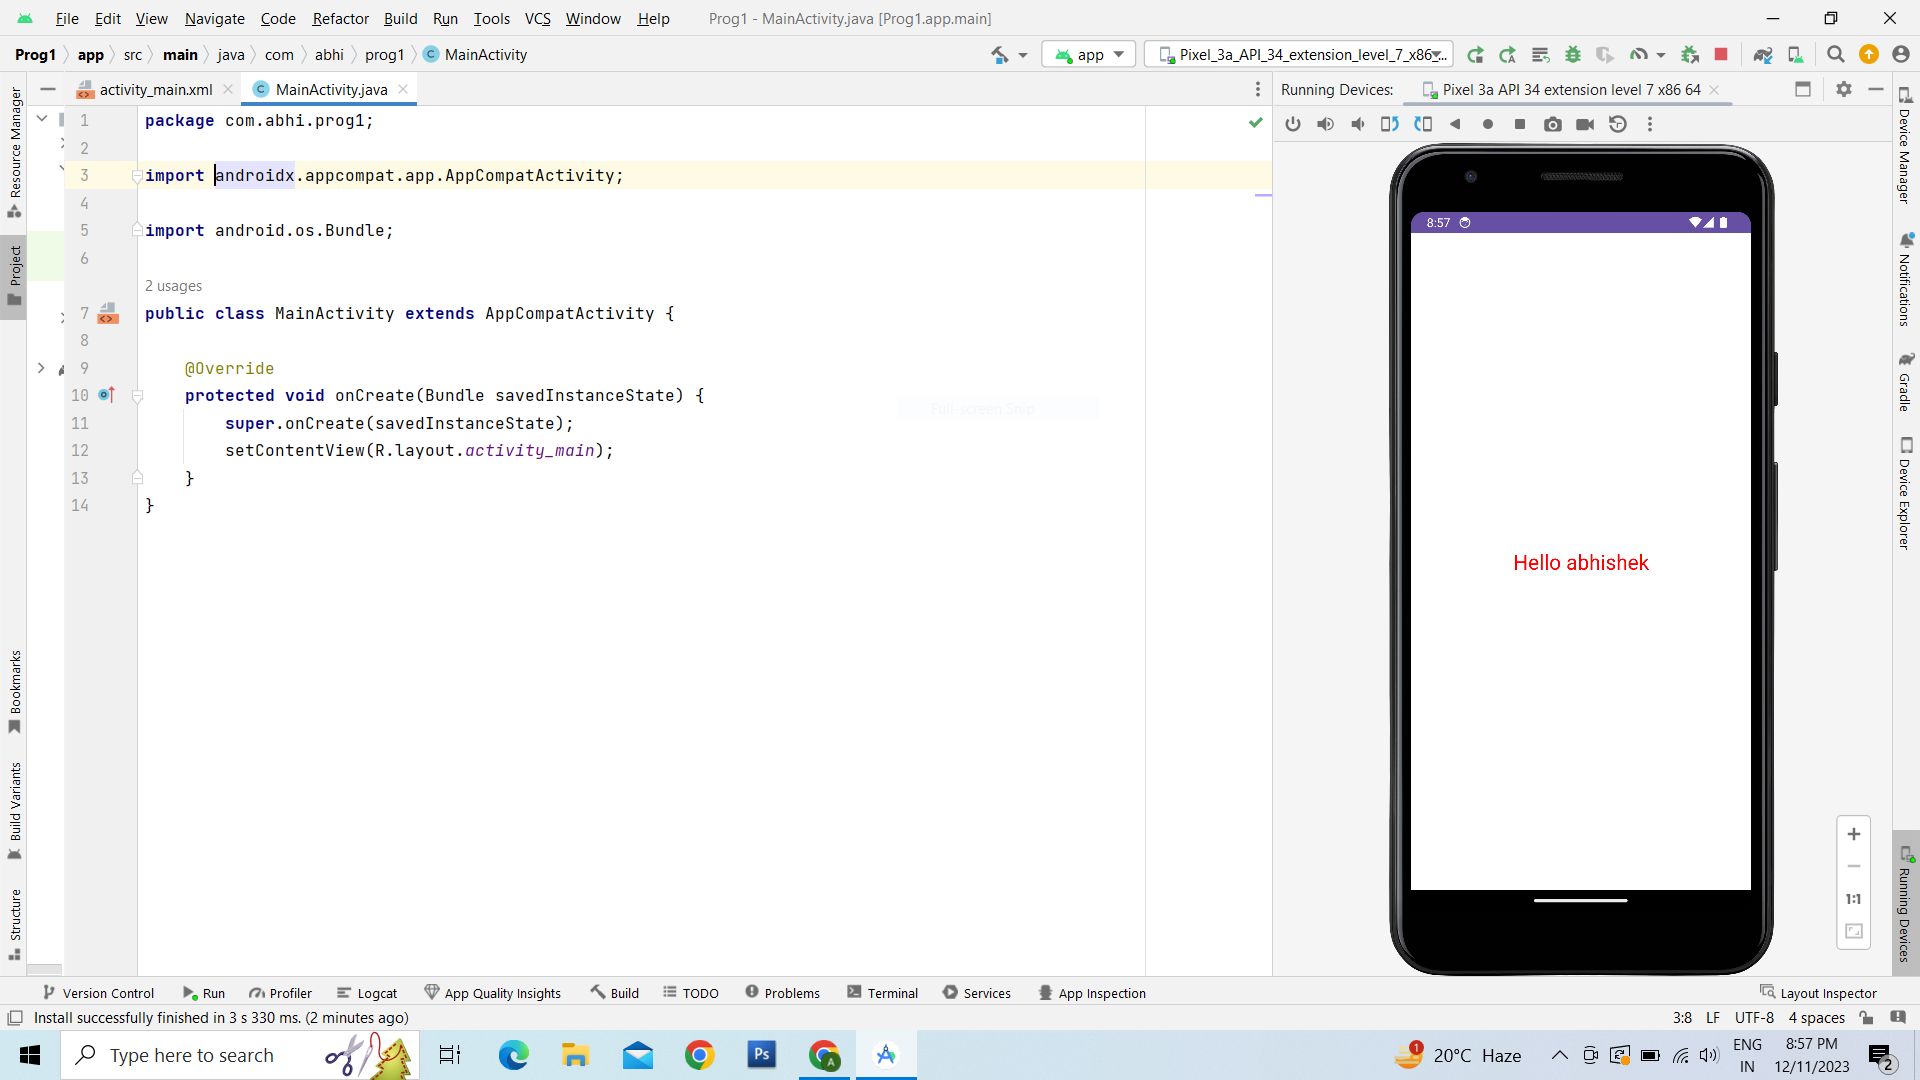 File Edit View Navigate Code Refactor Build Run Tools VCS Window Help Prog1 - MainActivity.java [Prog1.app.main]
Prog1 app src main java com abhi prog1 MainActivity app Pixel_3a_API_34_extension_level_7_x86_...
activity_main.xml MainActivity.java
Running Devices: Pixel 3a API 34 extension level 7 x86 64
1 package com.abhi.prog1;
2
3 import androidx.appcompat.app.AppCompatActivity;
4
5 import android.os.Bundle;
6
2 usages
7 public class MainActivity extends AppCompatActivity {
8
9 @Override
10 protected void onCreate(Bundle savedInstanceState) {
11 super.onCreate(savedInstanceState);
12 setContentView(R.layout.activity_main);
13 }
14 }
Full-screen Snip
Resource Manager
Project
Bookmarks
Build Variants
Structure
8:57
Hello abhishek
1:1
Device Manager
Notifications
Gradle
Device Explorer
Running Devices
Version Control Run Profiler Logcat App Quality Insights Build TODO Problems Terminal Services App Inspection Layout Inspector
Install successfully finished in 3 s 330 ms. (2 minutes ago) 3:8 LF UTF-8 4 spaces
Type here to search Ps A 1 20°C Haze ENG IN 8:57 PM 12/11/2023 2